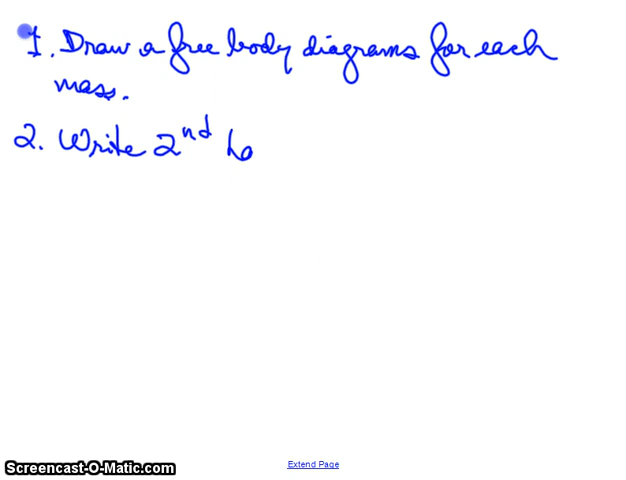 1. Draw a free body diagrams for each
mass.
2. Write 2nd
Extend Page
Screencast-O-Matic.com